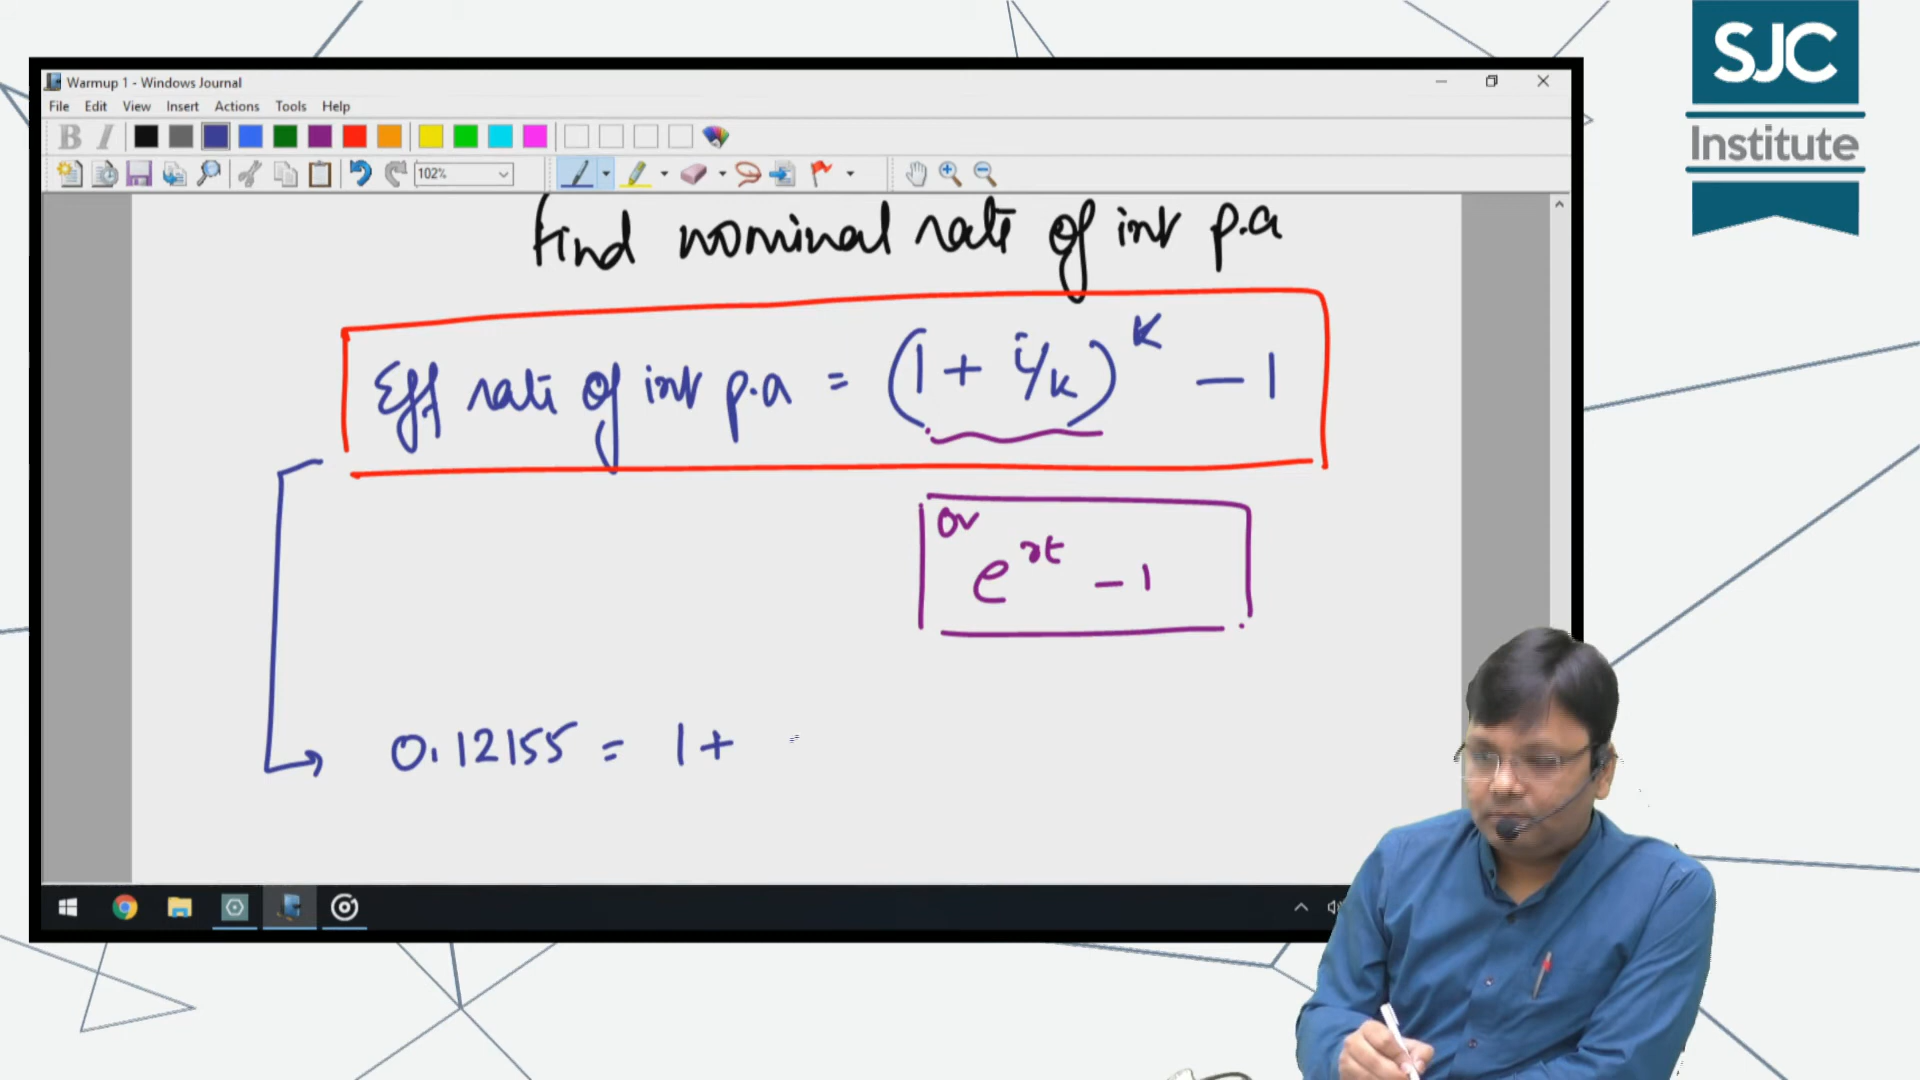 SJC
Institute
Warmup 1 - Windows Journal
File Edit View Insert Actions Tools Help
B I
102%
Find nominal rate of int p.a
Eff rate of int p.a = (1 + i/k)^K - 1
or
e^rt - 1
0.12155 = 1 +